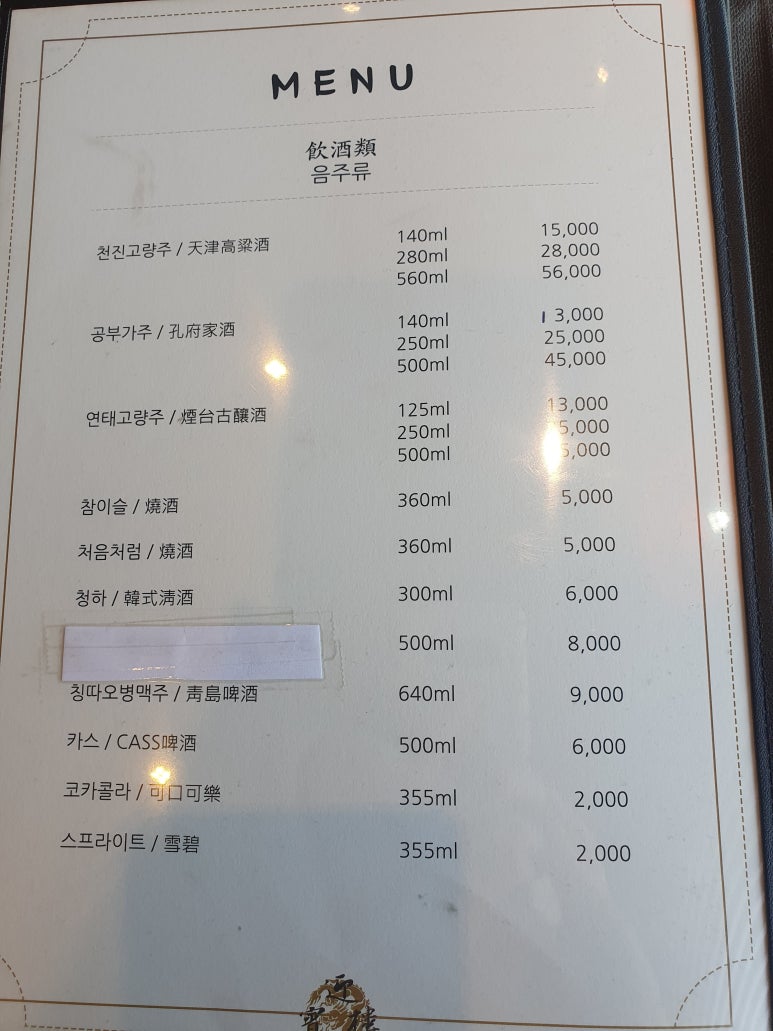 MENU
飮酒類
음주류
천진고량주 / 天津高粱酒 140ml 15,000
280ml 28,000
560ml 56,000
공부가주 / 孔府家酒 140ml 13,000
250ml 25,000
500ml 45,000
연태고량주 / 煙台古釀酒 125ml 13,000
250ml
500ml
참이슬 / 燒酒 360ml 5,000
처음처럼 / 燒酒 360ml 5,000
청하 / 韓式淸酒 300ml 6,000
500ml 8,000
칭따오병맥주 / 靑島啤酒 640ml 9,000
카스 / CASS啤酒 500ml 6,000
코카콜라 / 可口可樂 355ml 2,000
스프라이트 / 雪碧 355ml 2,000
迎
賓 樓